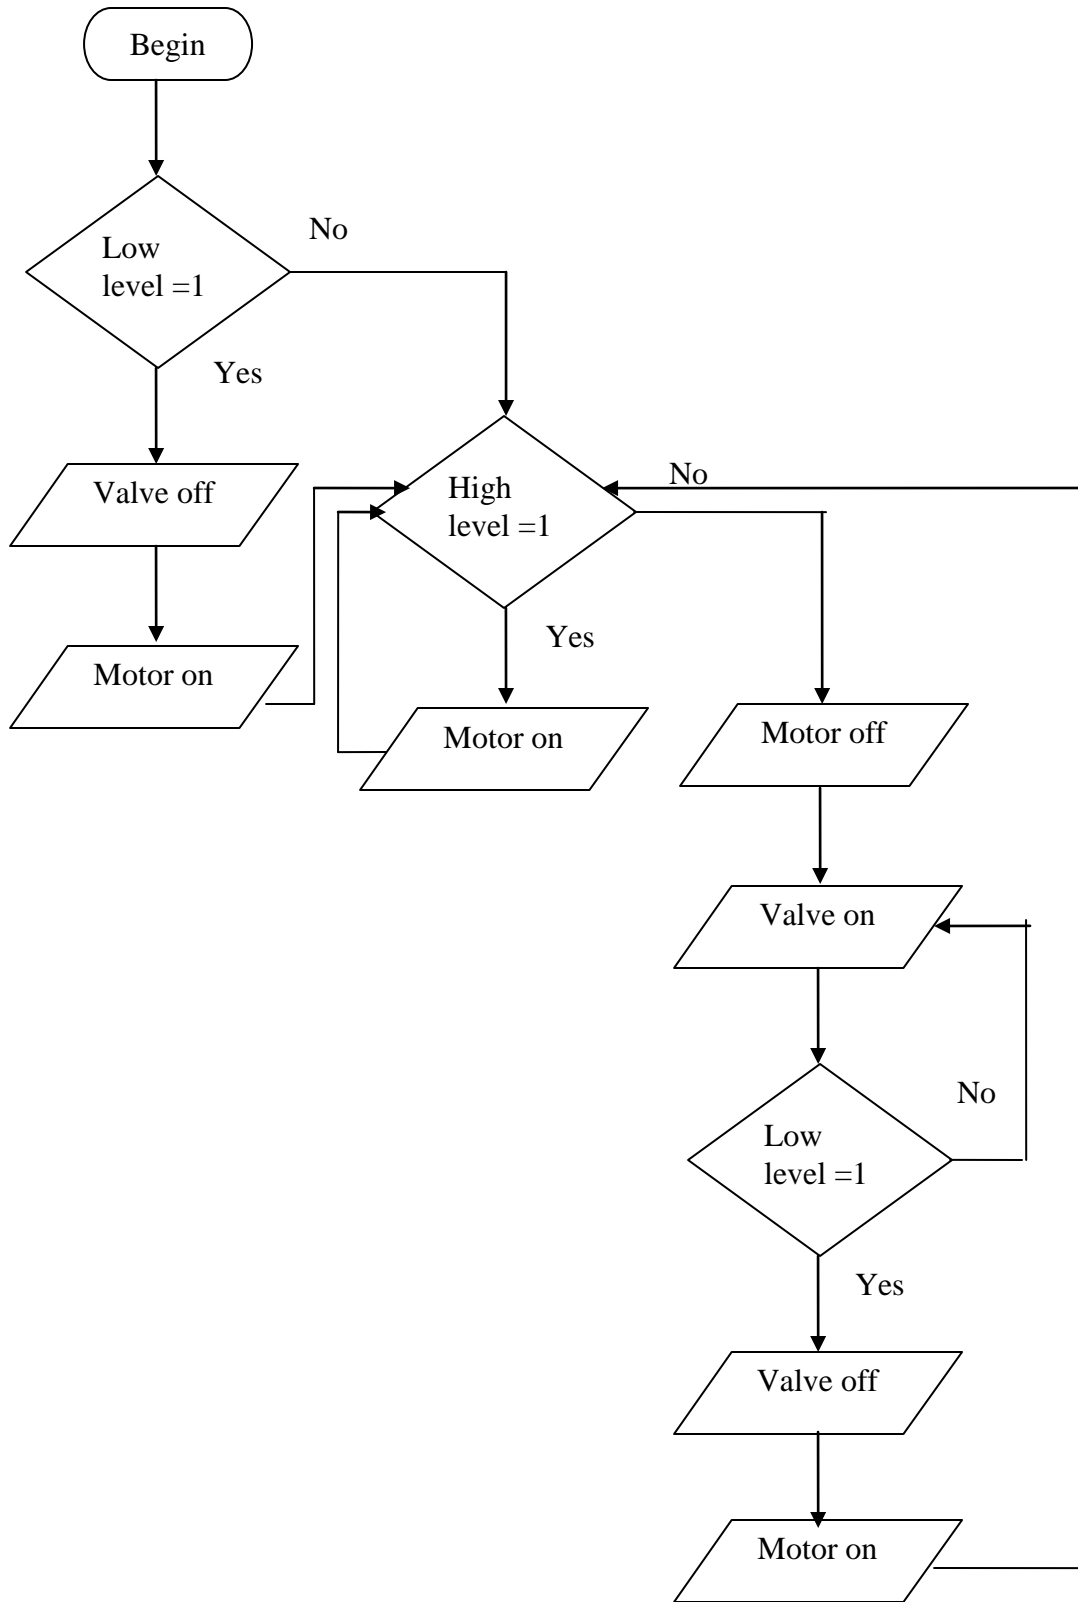 Begin
No
Low
level =1
Yes
Valve off
Motor on
High
level =1
No
Yes
Motor on
Motor off
Valve on
No
Low
level =1
Yes
Valve off
Motor on